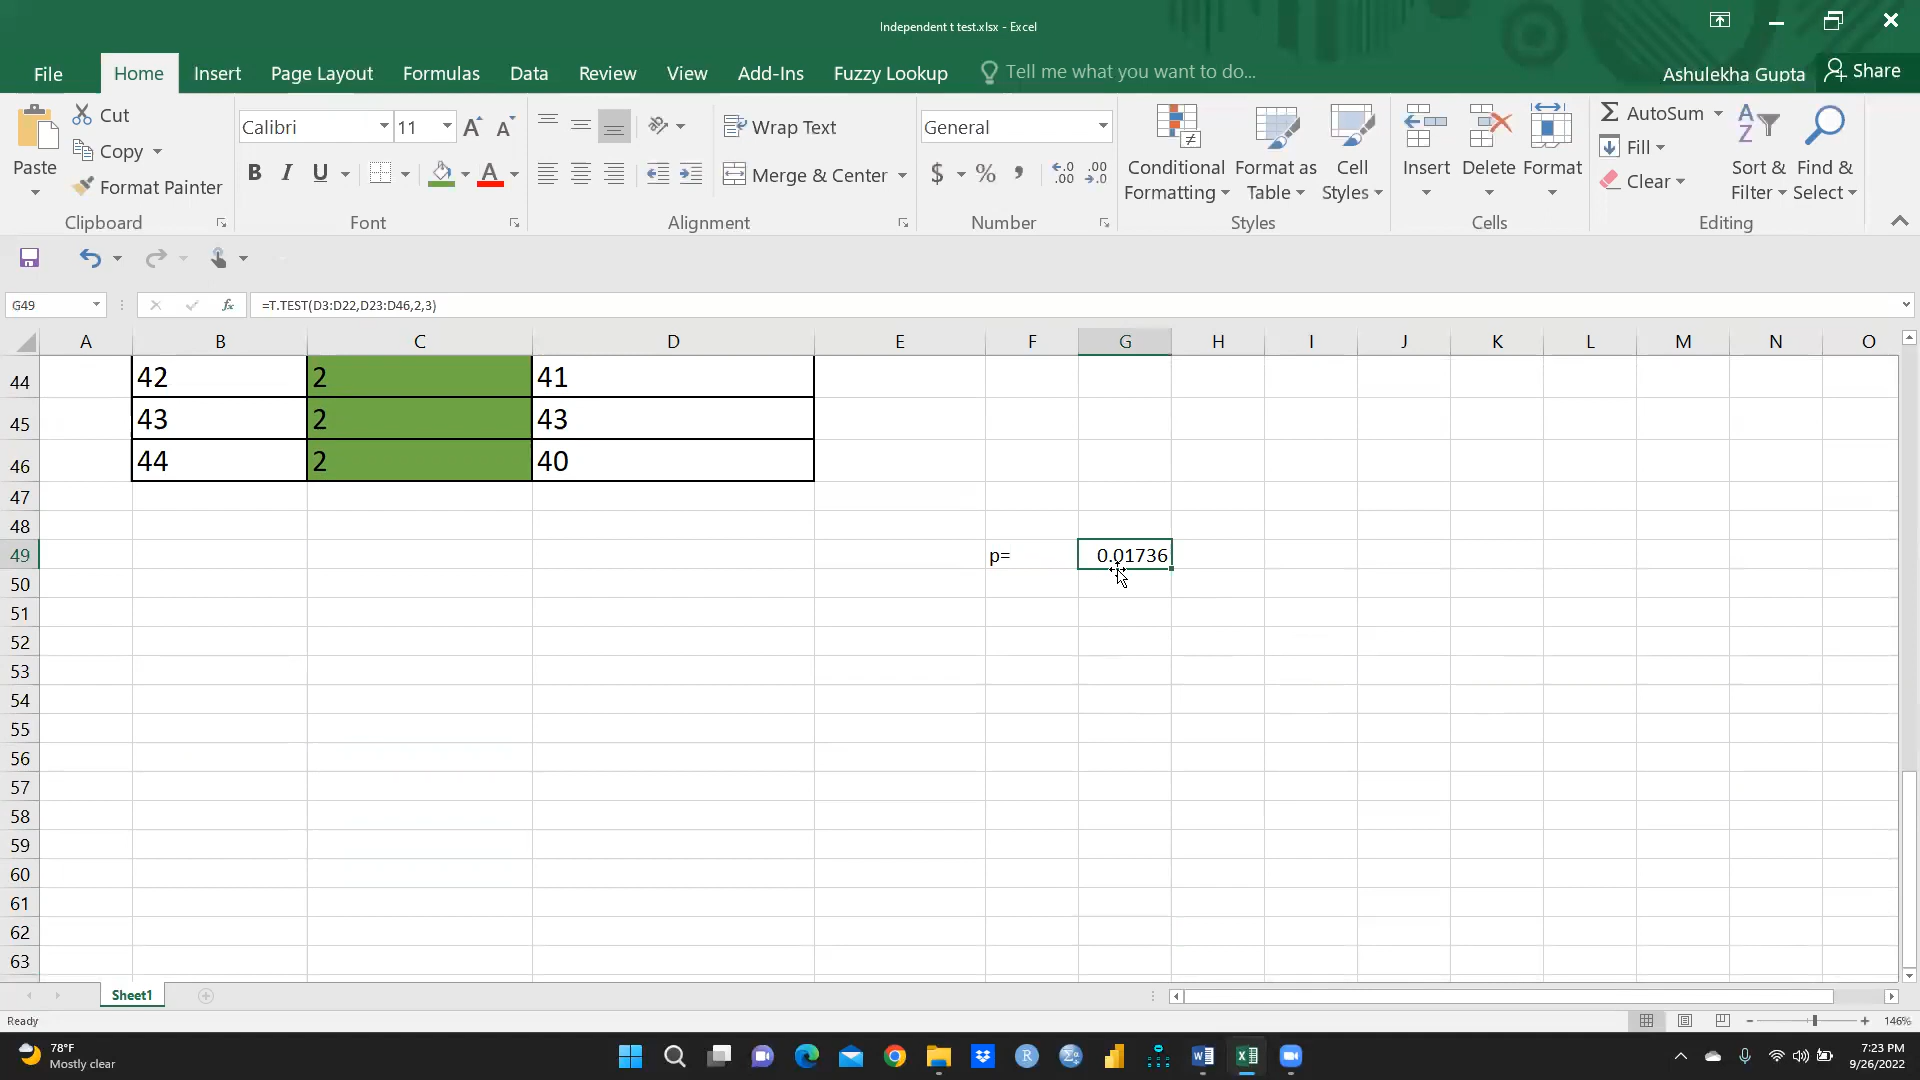 Independent t test.xlsx - Excel
File Home Insert Page Layout Formulas Data Review View Add-Ins Fuzzy Lookup Tell me what you want to do... Ashulekha Gupta Share
Paste
Cut
Copy
Format Painter
Clipboard
Calibri 11 A A
B I U A
Font
Wrap Text
Merge & Center
Alignment
General
$ % , .0 .00 .00 .0
Number
Conditional Formatting
Format as Table
Cell Styles
Styles
Insert Delete Format
Cells
AutoSum
Fill
Clear
Sort & Filter
Find & Select
Editing
G49 fx =T.TEST(D3:D22,D23:D46,2,3)
A B C D E F G H I J K L M N O
44 42 2 41
45 43 2 43
46 44 2 40
47
48
49 p= 0.01736
50
51
52
53
54
55
56
57
58
59
60
61
62
63
Sheet1
Ready 146%
78°F
Mostly clear
7:23 PM
9/26/2022